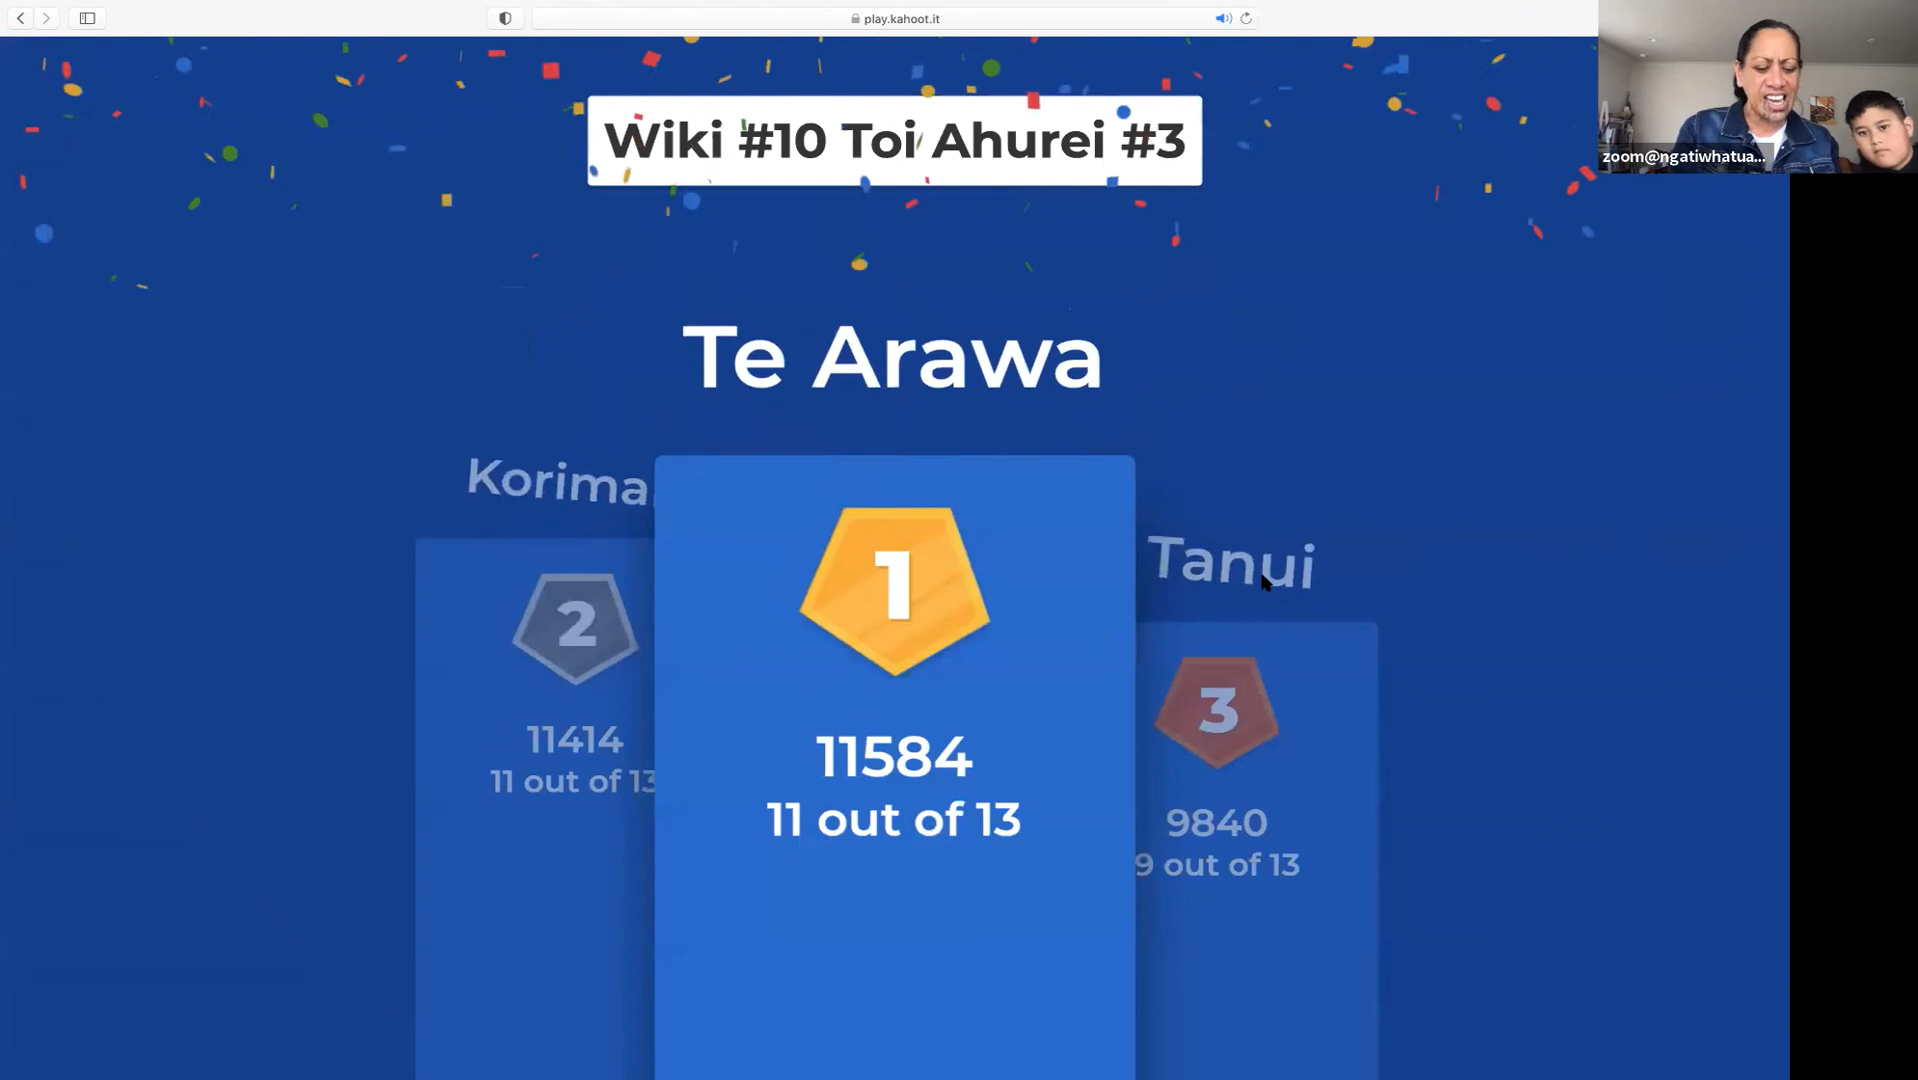 play.kahoot.it
zoom@ngatiwhatua...
Wiki #10 Toi Ahurei #3
Te Arawa
Korima
Tanui
1
2
3
11584
11 out of 13
11414
11 out of 13
9840
9 out of 13